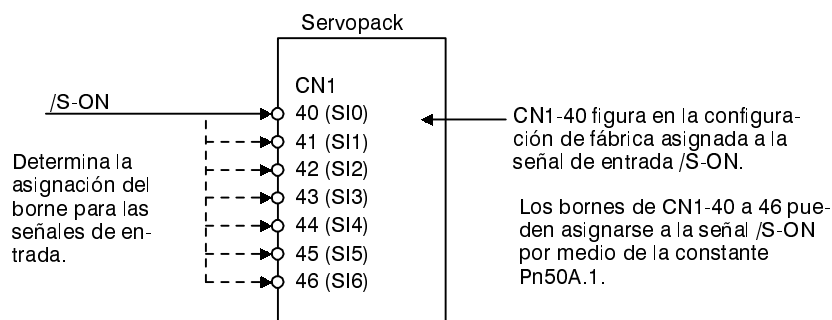 Servopack
CN1
/S-ON
40 (SI0)
41 (SI1)
42 (SI2)
43 (SI3)
44 (SI4)
45 (SI5)
46 (SI6)
Determina la
asignación del
borne para las
señales de en-
trada.
CN1-40 figura en la configura-
ción de fábrica asignada a la
señal de entrada /S-ON.
Los bornes de CN1-40 a 46 pue-
den asignarse a la señal /S-ON
por medio de la constante
Pn50A.1.